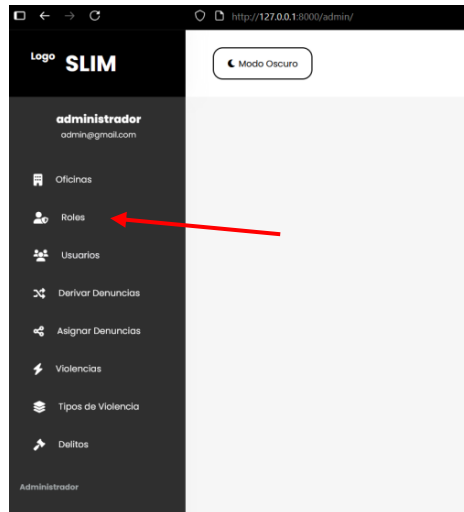 http://127.0.0.1:8000/admin/
Logo SLIM
Modo Oscuro
administrador
admin@gmail.com
Oficinas
Roles
Usuarios
Derivar Denuncias
Asignar Denuncias
Violencias
Tipos de Violencia
Delitos
Administrador